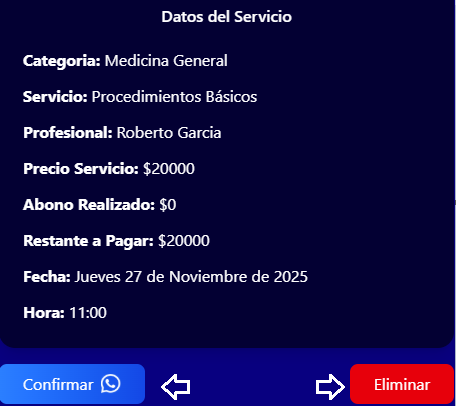 Datos del Servicio
Categoria: Medicina General
Servicio: Procedimientos Básicos
Profesional: Roberto Garcia
Precio Servicio: $20000
Abono Realizado: $0
Restante a Pagar: $20000
Fecha: Jueves 27 de Noviembre de 2025
Hora: 11:00
Confirmar
Eliminar